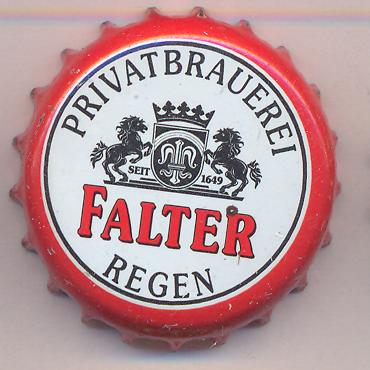 PRIVATBRAUEREI
SEIT 1649
FALTER
REGEN